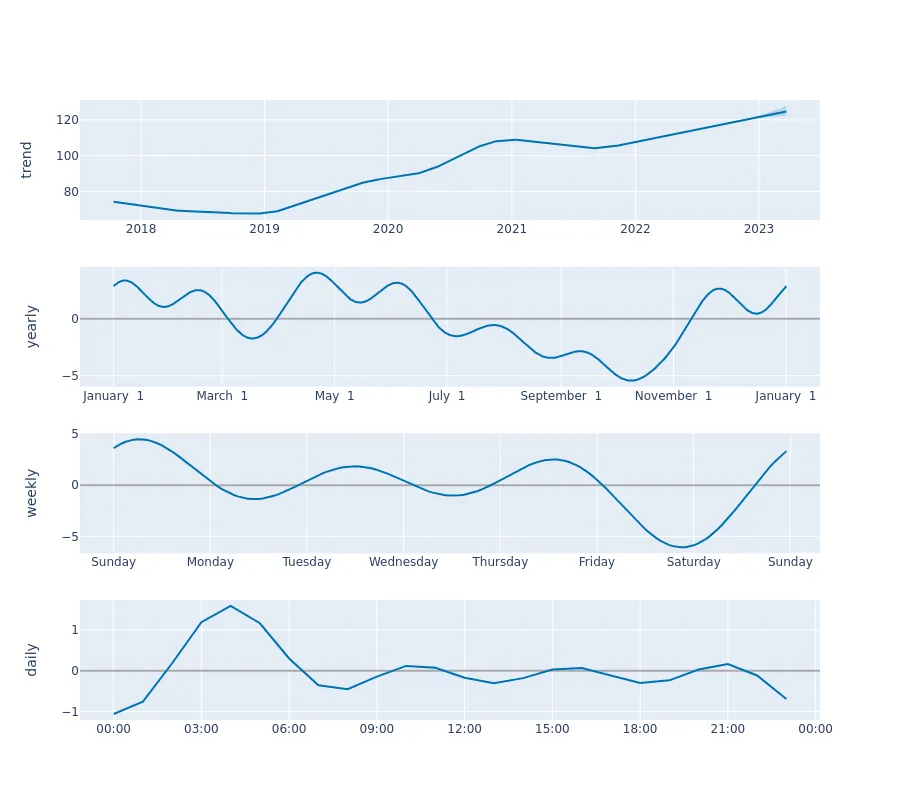 trend
120
100
80
2018 2019 2020 2021 2022 2023
yearly
0
−5
January 1 March 1 May 1 July 1 September 1 November 1 January 1
weekly
5
0
−5
Sunday Monday Tuesday Wednesday Thursday Friday Saturday Sunday
daily
1
0
−1
00:00 03:00 06:00 09:00 12:00 15:00 18:00 21:00 00:00